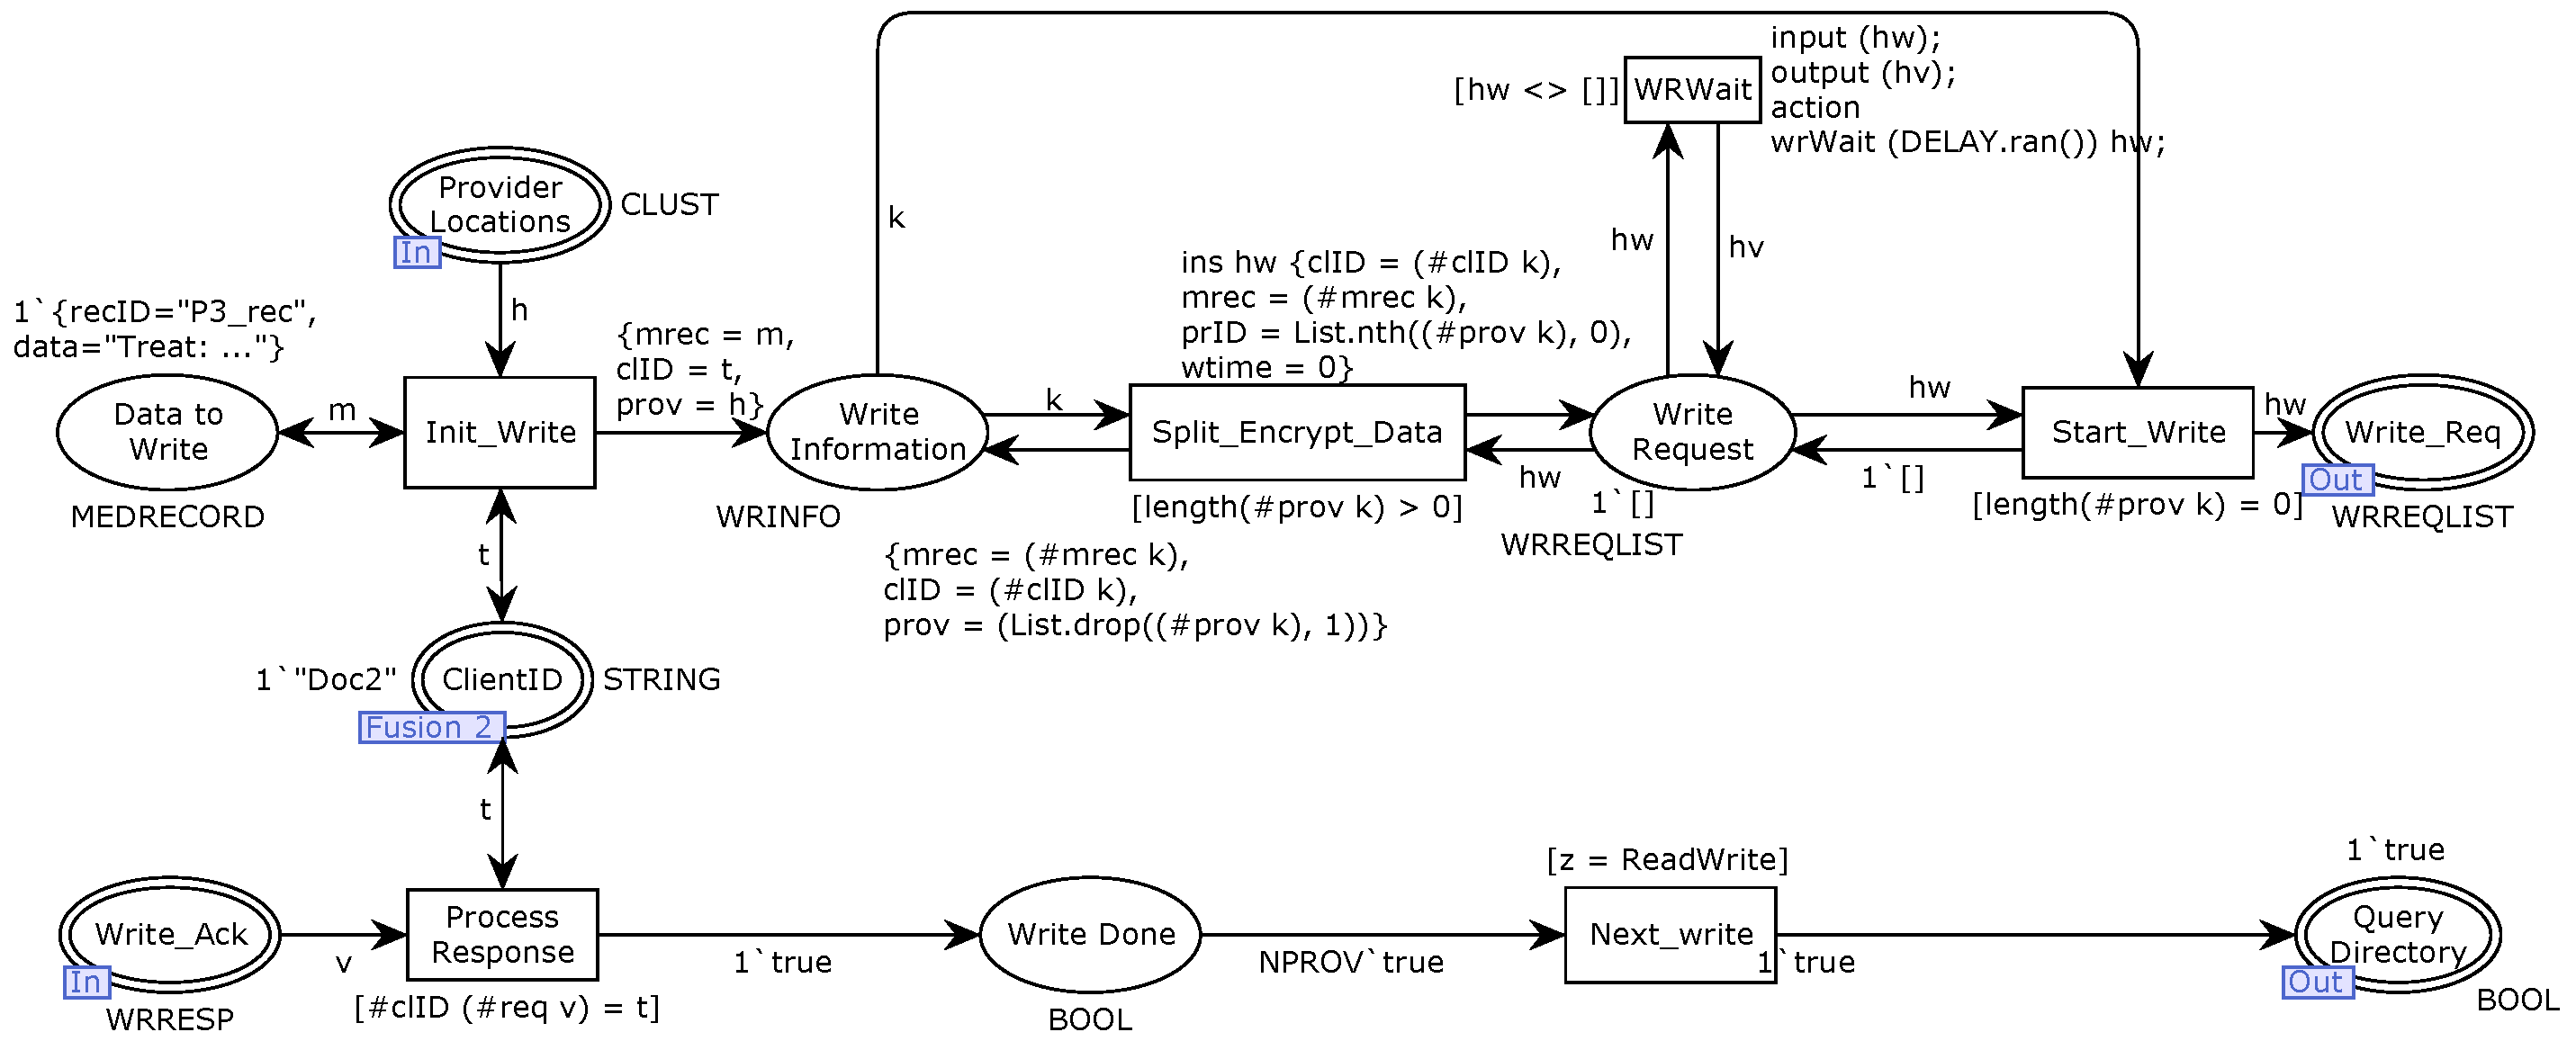 input (hw);
output (hv);
action
wrWait (DELAY.ran()) hw;
[hw <> []]
WRWait
Provider
Locations
CLUST
In
k
hw
hv
h
1`{recID="P3_rec",
data="Treat: ..."}
{mrec = m,
clID = t,
prov = h}
ins hw {clID = (#clID k),
mrec = (#mrec k),
prID = List.nth((#prov k), 0),
wtime = 0}
Data to
Write
m
Init_Write
Write
Information
k
Split_Encrypt_Data
Write
Request
hw
Start_Write
hw
Write_Req
Out
MEDRECORD
WRINFO
[length(#prov k) > 0]
hw
1`[]
WRREQLIST
1`[]
[length(#prov k) = 0]
WRREQLIST
t
{mrec = (#mrec k),
clID = (#clID k),
prov = (List.drop((#prov k), 1))}
1`"Doc2"
ClientID
STRING
Fusion 2
t
Write_Ack
In
WRRESP
v
Process
Response
[#clID (#req v) = t]
1`true
Write Done
BOOL
NPROV`true
[z = ReadWrite]
Next_write
1`true
1`true
Query
Directory
Out
BOOL